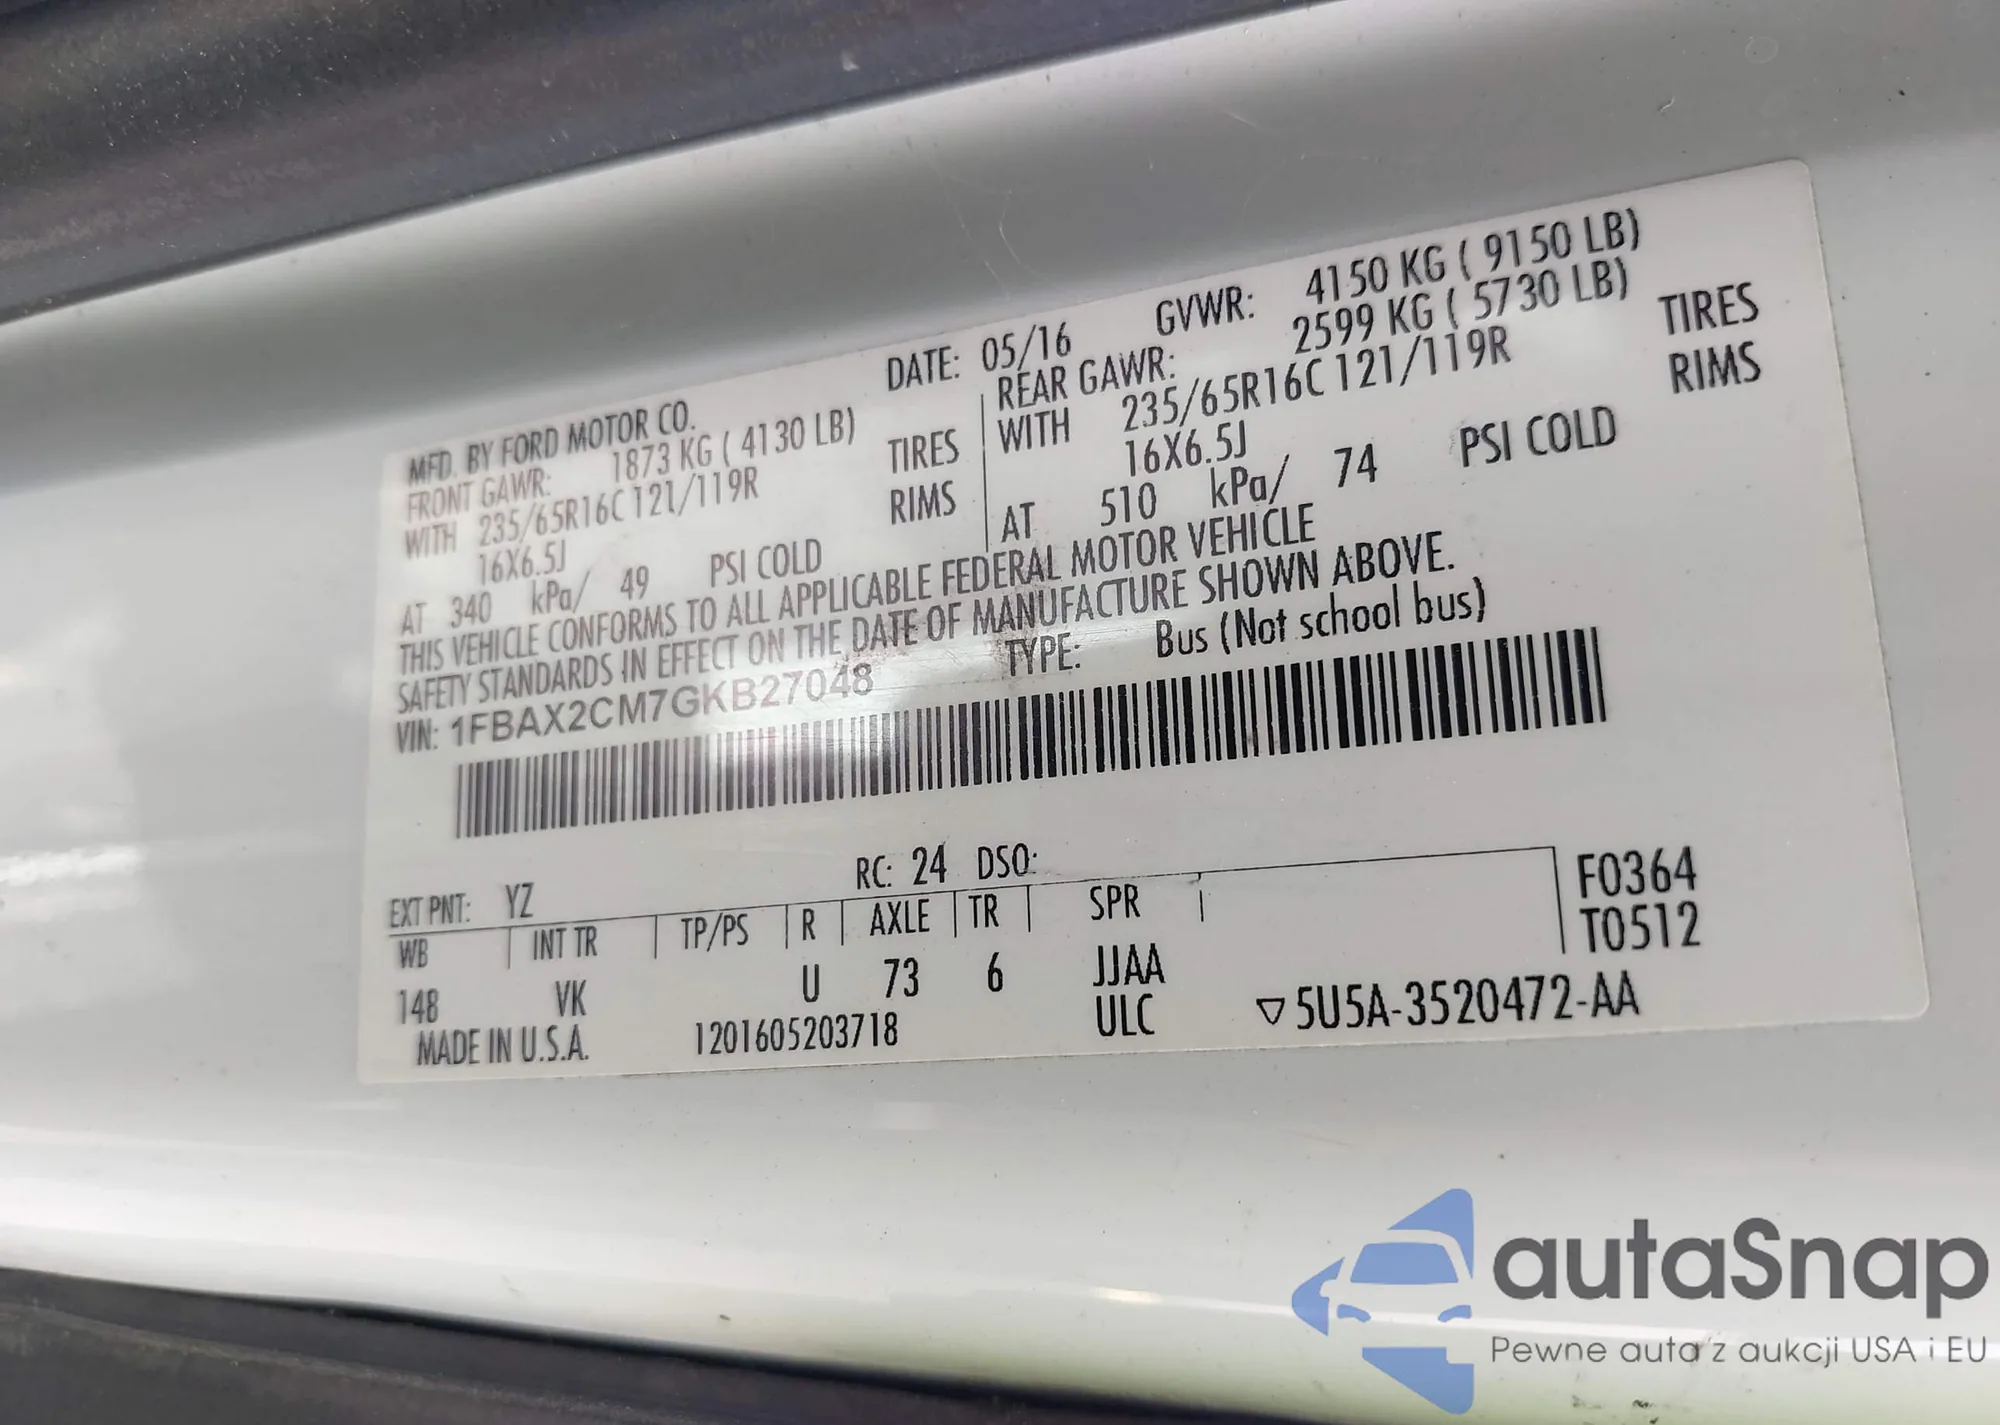 MFD. BY FORD MOTOR CO.
DATE: 05/16
GVWR: 4150 KG ( 9150 LB)
FRONT GAWR: 1873 KG ( 4130 LB)
WITH 235/65R16C 121/119R TIRES
16X6.5J RIMS
AT 340 kPa/ 49 PSI COLD
REAR GAWR: 2599 KG ( 5730 LB)
WITH 235/65R16C 121/119R TIRES
16X6.5J RIMS
AT 510 kPa/ 74 PSI COLD
THIS VEHICLE CONFORMS TO ALL APPLICABLE FEDERAL MOTOR VEHICLE
SAFETY STANDARDS IN EFFECT ON THE DATE OF MANUFACTURE SHOWN ABOVE.
VIN: 1FBAX2CM7GKB27048
TYPE: Bus (Not school bus)
EXT PNT: YZ RC: 24 DSO:
WB INT TR TP/PS R AXLE TR SPR
148 VK U 73 6 JJAA
ULC
F0364
T0512
MADE IN U.S.A. 1201605203718
▽5U5A-3520472-AA
autaSnap
Pewne auta z aukcji USA i EU